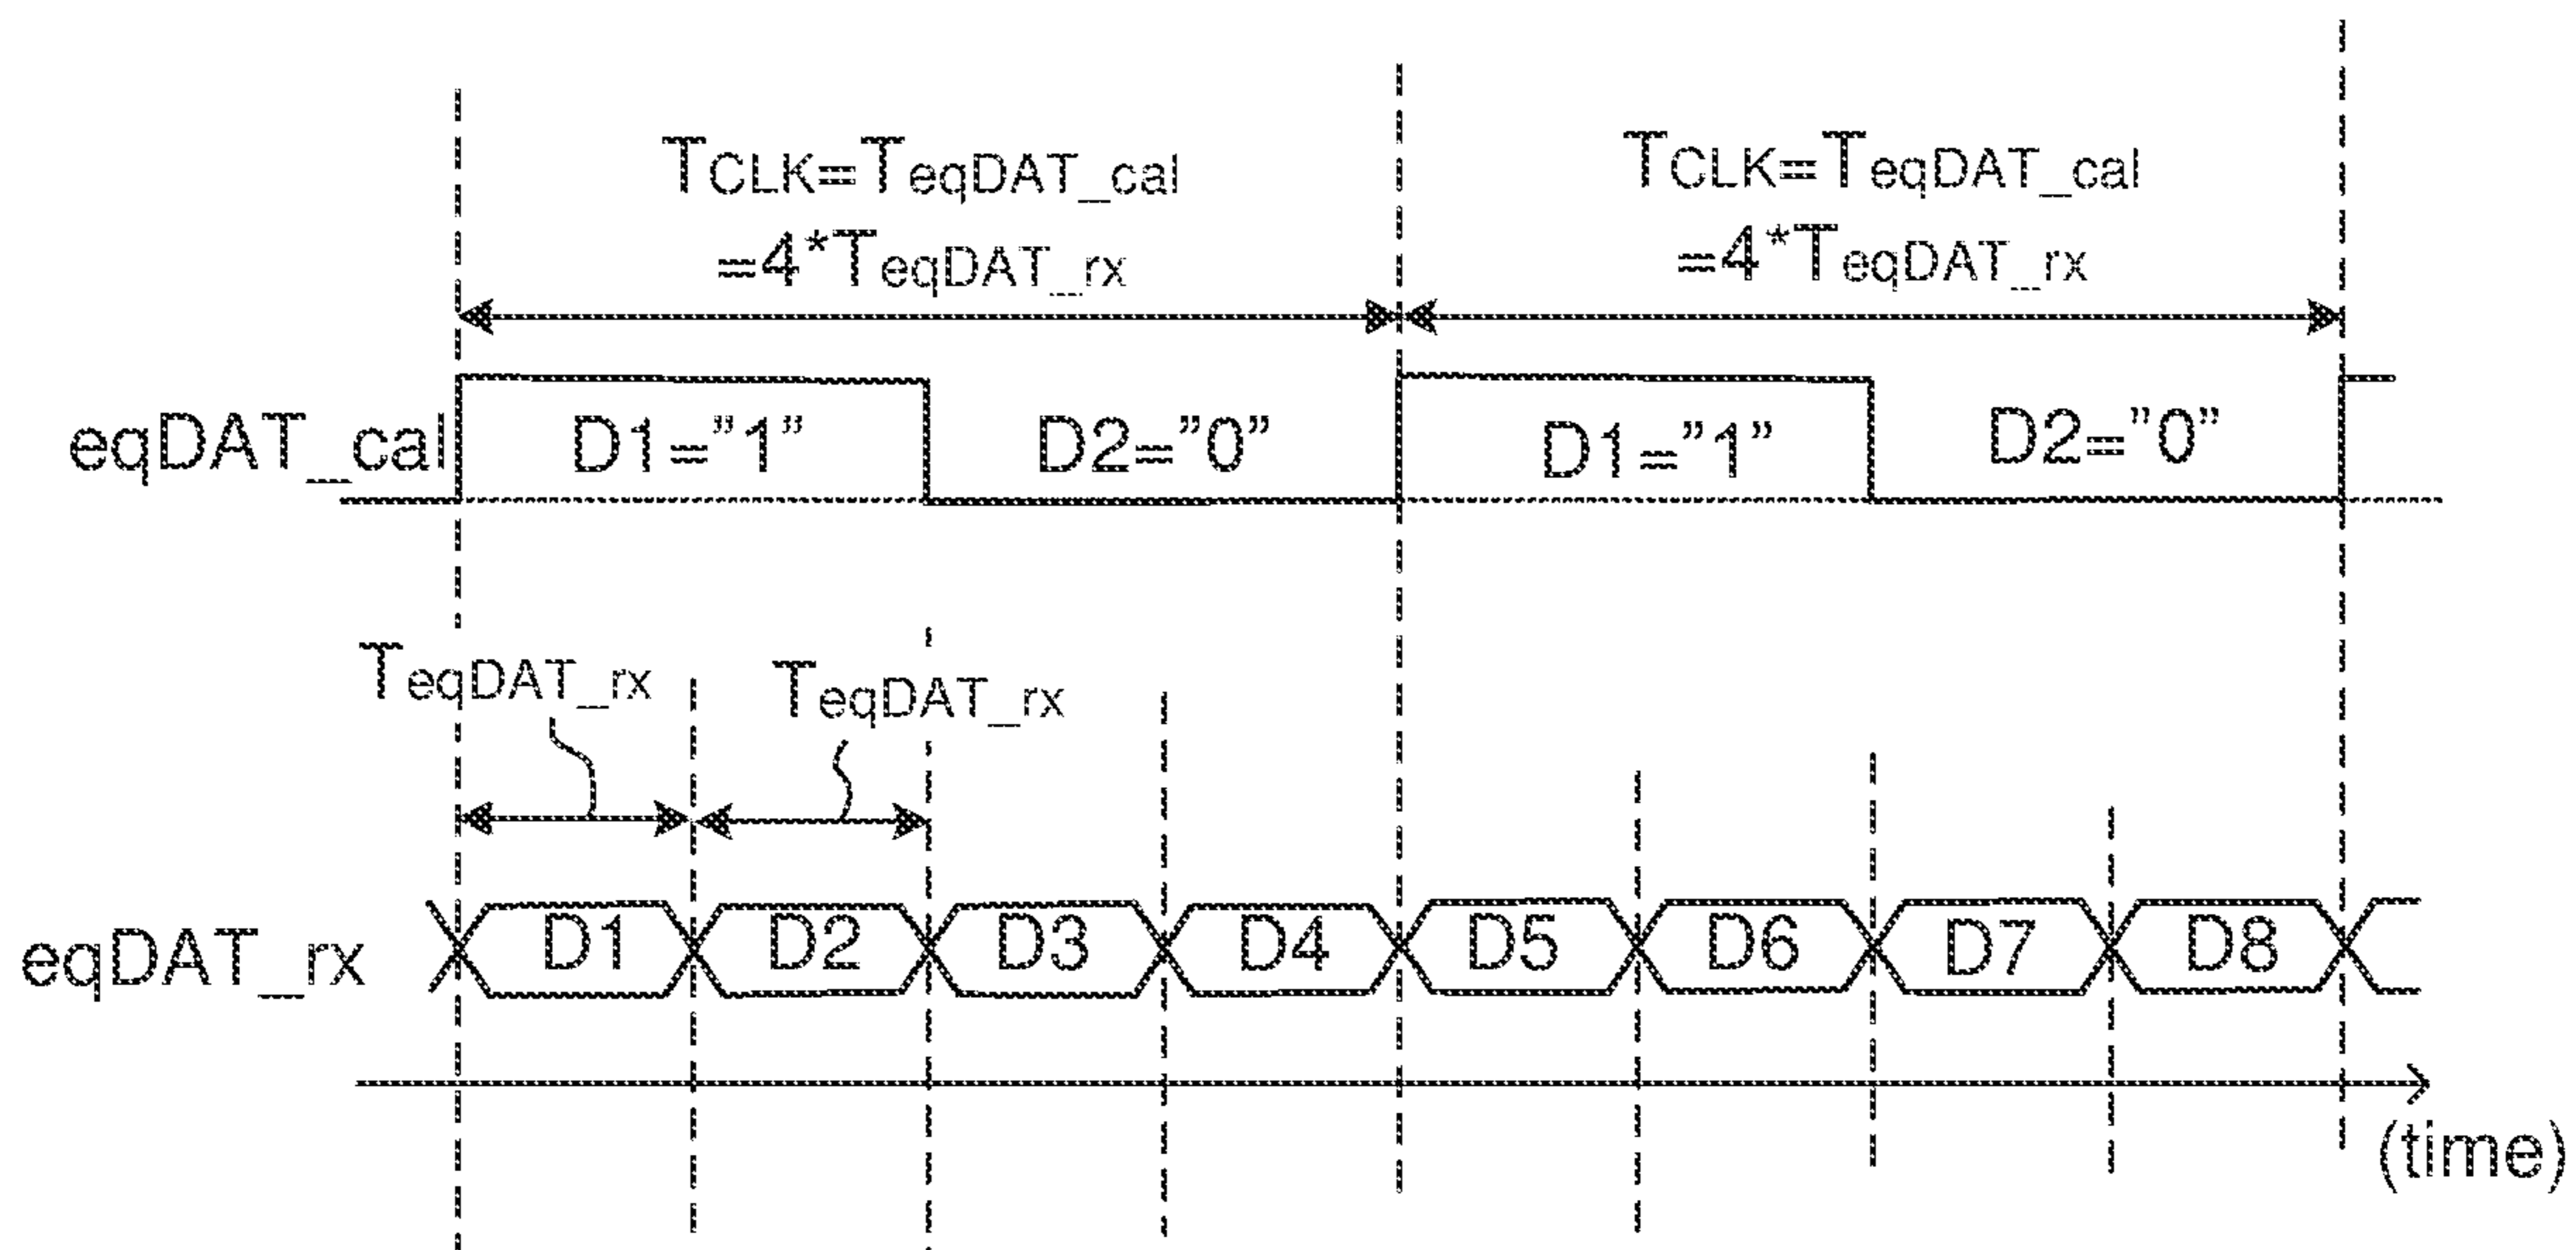 TCLK=TeqDAT_cal
=4*TeqDAT_rx
TCLK=TeqDAT_cal
=4*TeqDAT_rx
eqDAT_cal
D1="1"
D2="0"
D1="1"
D2="0"
TeqDAT_rx
TeqDAT_rx
eqDAT_rx
D1
D2
D3
D4
D5
D6
D7
D8
(time)